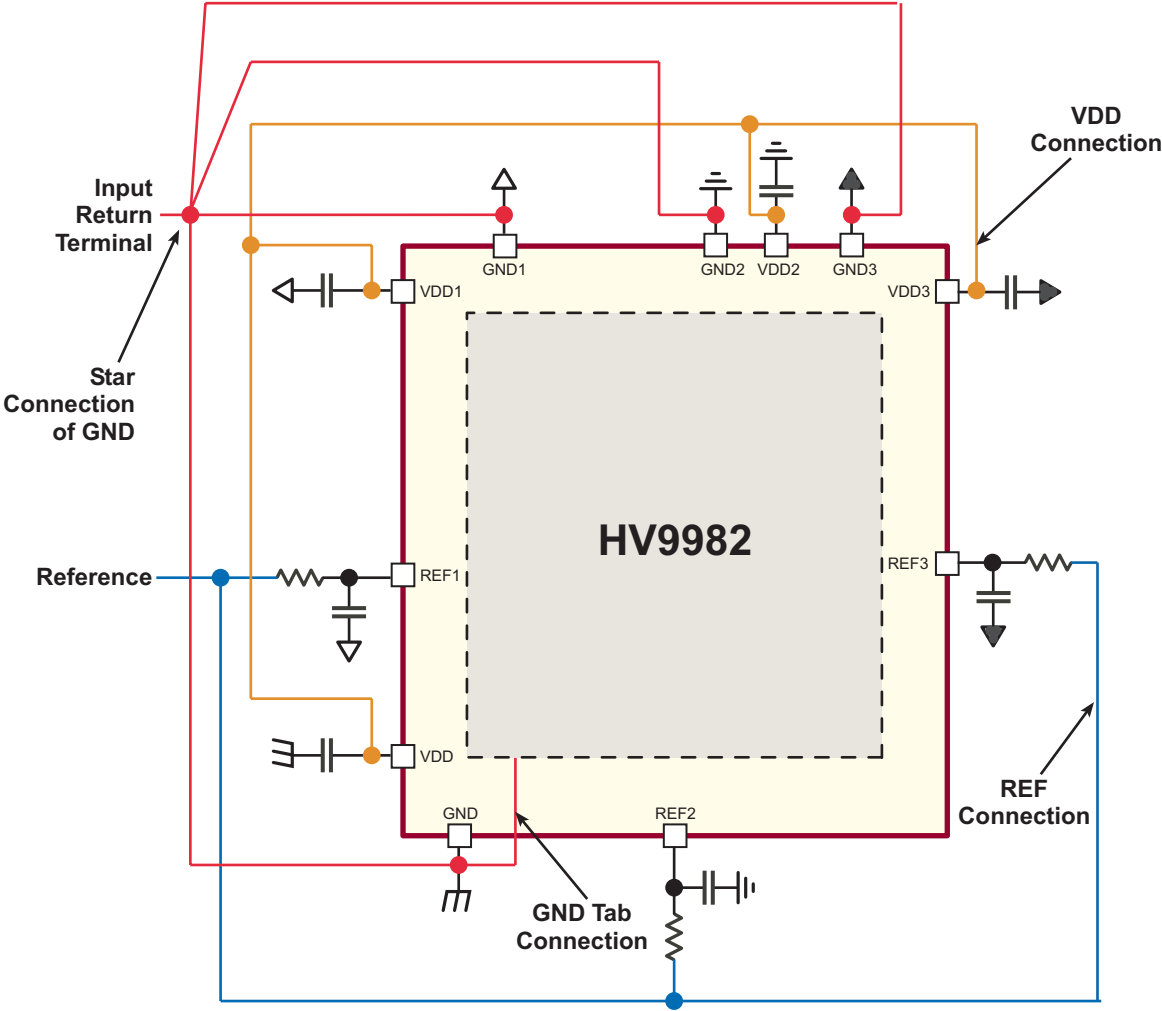 VDD
Connection
Input
Return
Terminal
GND1
GND2
VDD2
GND3
VDD1
VDD3
Star
Connection
of GND
HV9982
Reference
REF1
REF3
VDD
REF
Connection
GND
REF2
GND Tab
Connection